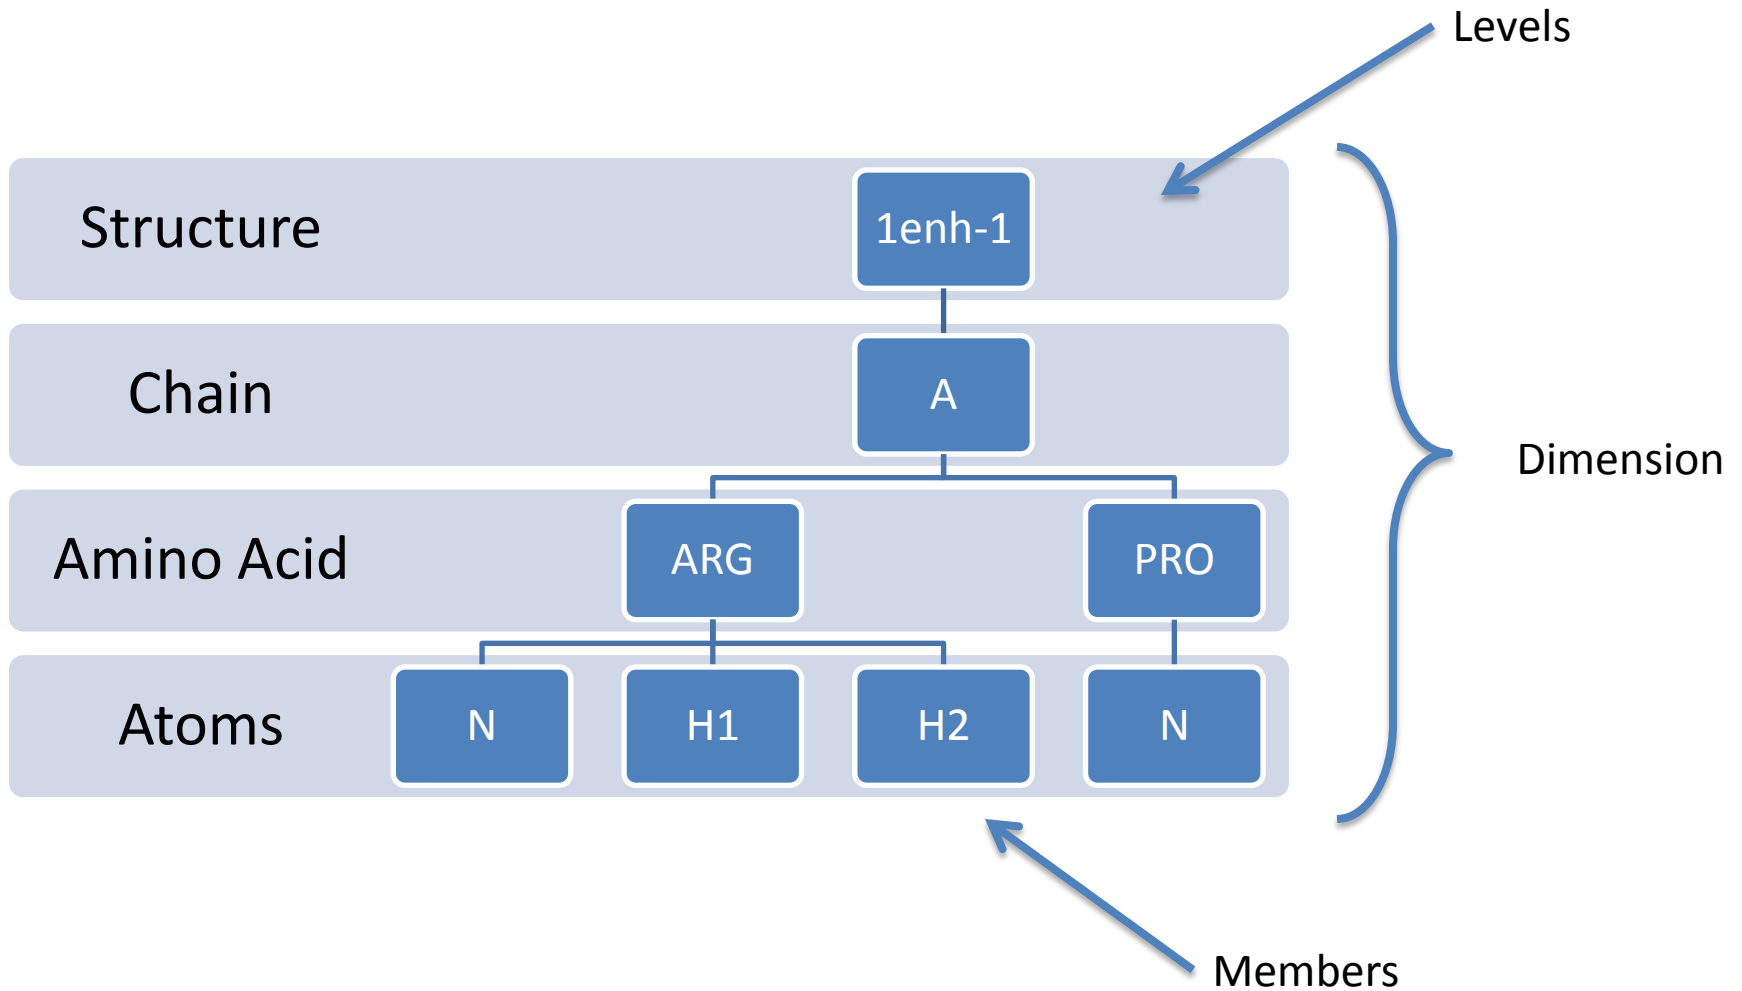 Levels
Structure
1enh-1
Chain
A
Dimension
Amino Acid
ARG
PRO
Atoms
N
H1
H2
N
Members